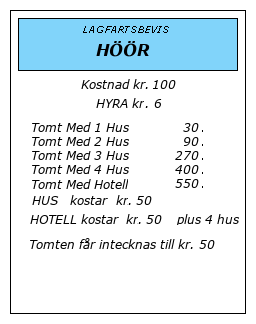 LAGFARTSBEVIS
HÖÖR
Kostnad kr. 100
HYRA kr. 6
Tomt Med 1 Hus 30.
Tomt Med 2 Hus 90.
Tomt Med 3 Hus 270.
Tomt Med 4 Hus 400.
Tomt Med Hotell 550.
HUS kostar kr. 50
HOTELL kostar kr. 50 plus 4 hus
Tomten får intecknas till kr. 50